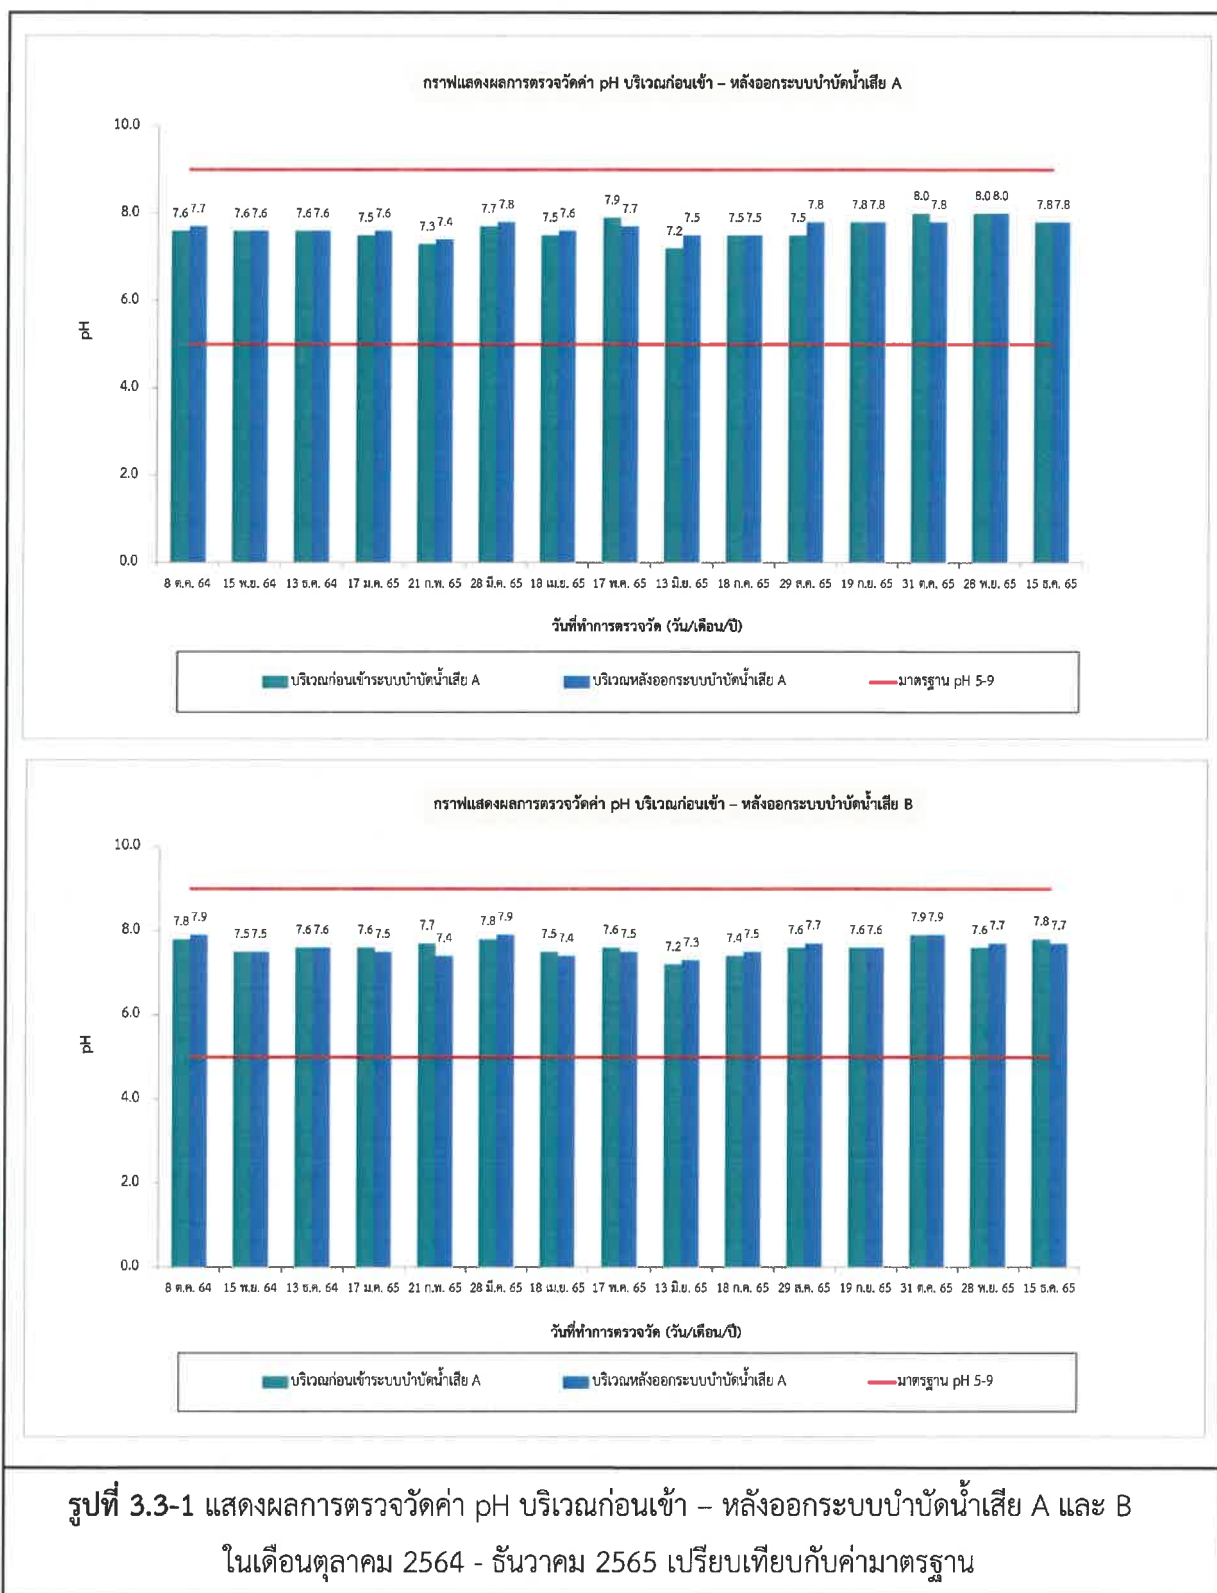 กราฟแสดงผลการตรวจวัดค่า pH บริเวณก่อนเข้า – หลังออกระบบบำบัดน้ำเสีย A
10.0
8.0
6.0
4.0
2.0
0.0
pH
7.6 7.7 7.6 7.6 7.6 7.6 7.5 7.6 7.3 7.4 7.7 7.8 7.5 7.6 7.9 7.7 7.2 7.5 7.5 7.5 7.5 7.8 7.8 7.8 8.0 7.8 8.0 8.0 7.8 7.8
8 ต.ค. 64 15 พ.ย. 64 13 ธ.ค. 64 17 ม.ค. 65 21 ก.พ. 65 28 มี.ค. 65 18 เม.ย. 65 17 พ.ค. 65 13 มิ.ย. 65 18 ก.ค. 65 29 ส.ค. 65 19 ก.ย. 65 31 ต.ค. 65 28 พ.ย. 65 15 ธ.ค. 65
วันที่ทำการตรวจวัด (วัน/เดือน/ปี)
บริเวณก่อนเข้าระบบบำบัดน้ำเสีย A บริเวณหลังออกระบบบำบัดน้ำเสีย A มาตรฐาน pH 5-9
กราฟแสดงผลการตรวจวัดค่า pH บริเวณก่อนเข้า – หลังออกระบบบำบัดน้ำเสีย B
10.0
8.0
6.0
4.0
2.0
0.0
pH
7.8 7.9 7.5 7.5 7.6 7.6 7.6 7.5 7.7 7.4 7.8 7.9 7.5 7.4 7.6 7.5 7.2 7.3 7.4 7.5 7.6 7.7 7.6 7.6 7.9 7.9 7.6 7.7 7.8 7.7
8 ต.ค. 64 15 พ.ย. 64 13 ธ.ค. 64 17 ม.ค. 65 21 ก.พ. 65 28 มี.ค. 65 18 เม.ย. 65 17 พ.ค. 65 13 มิ.ย. 65 18 ก.ค. 65 29 ส.ค. 65 19 ก.ย. 65 31 ต.ค. 65 28 พ.ย. 65 15 ธ.ค. 65
วันที่ทำการตรวจวัด (วัน/เดือน/ปี)
บริเวณก่อนเข้าระบบบำบัดน้ำเสีย A บริเวณหลังออกระบบบำบัดน้ำเสีย A มาตรฐาน pH 5-9
รูปที่ 3.3-1 แสดงผลการตรวจวัดค่า pH บริเวณก่อนเข้า – หลังออกระบบบำบัดน้ำเสีย A และ B
ในเดือนตุลาคม 2564 - ธันวาคม 2565 เปรียบเทียบกับค่ามาตรฐาน